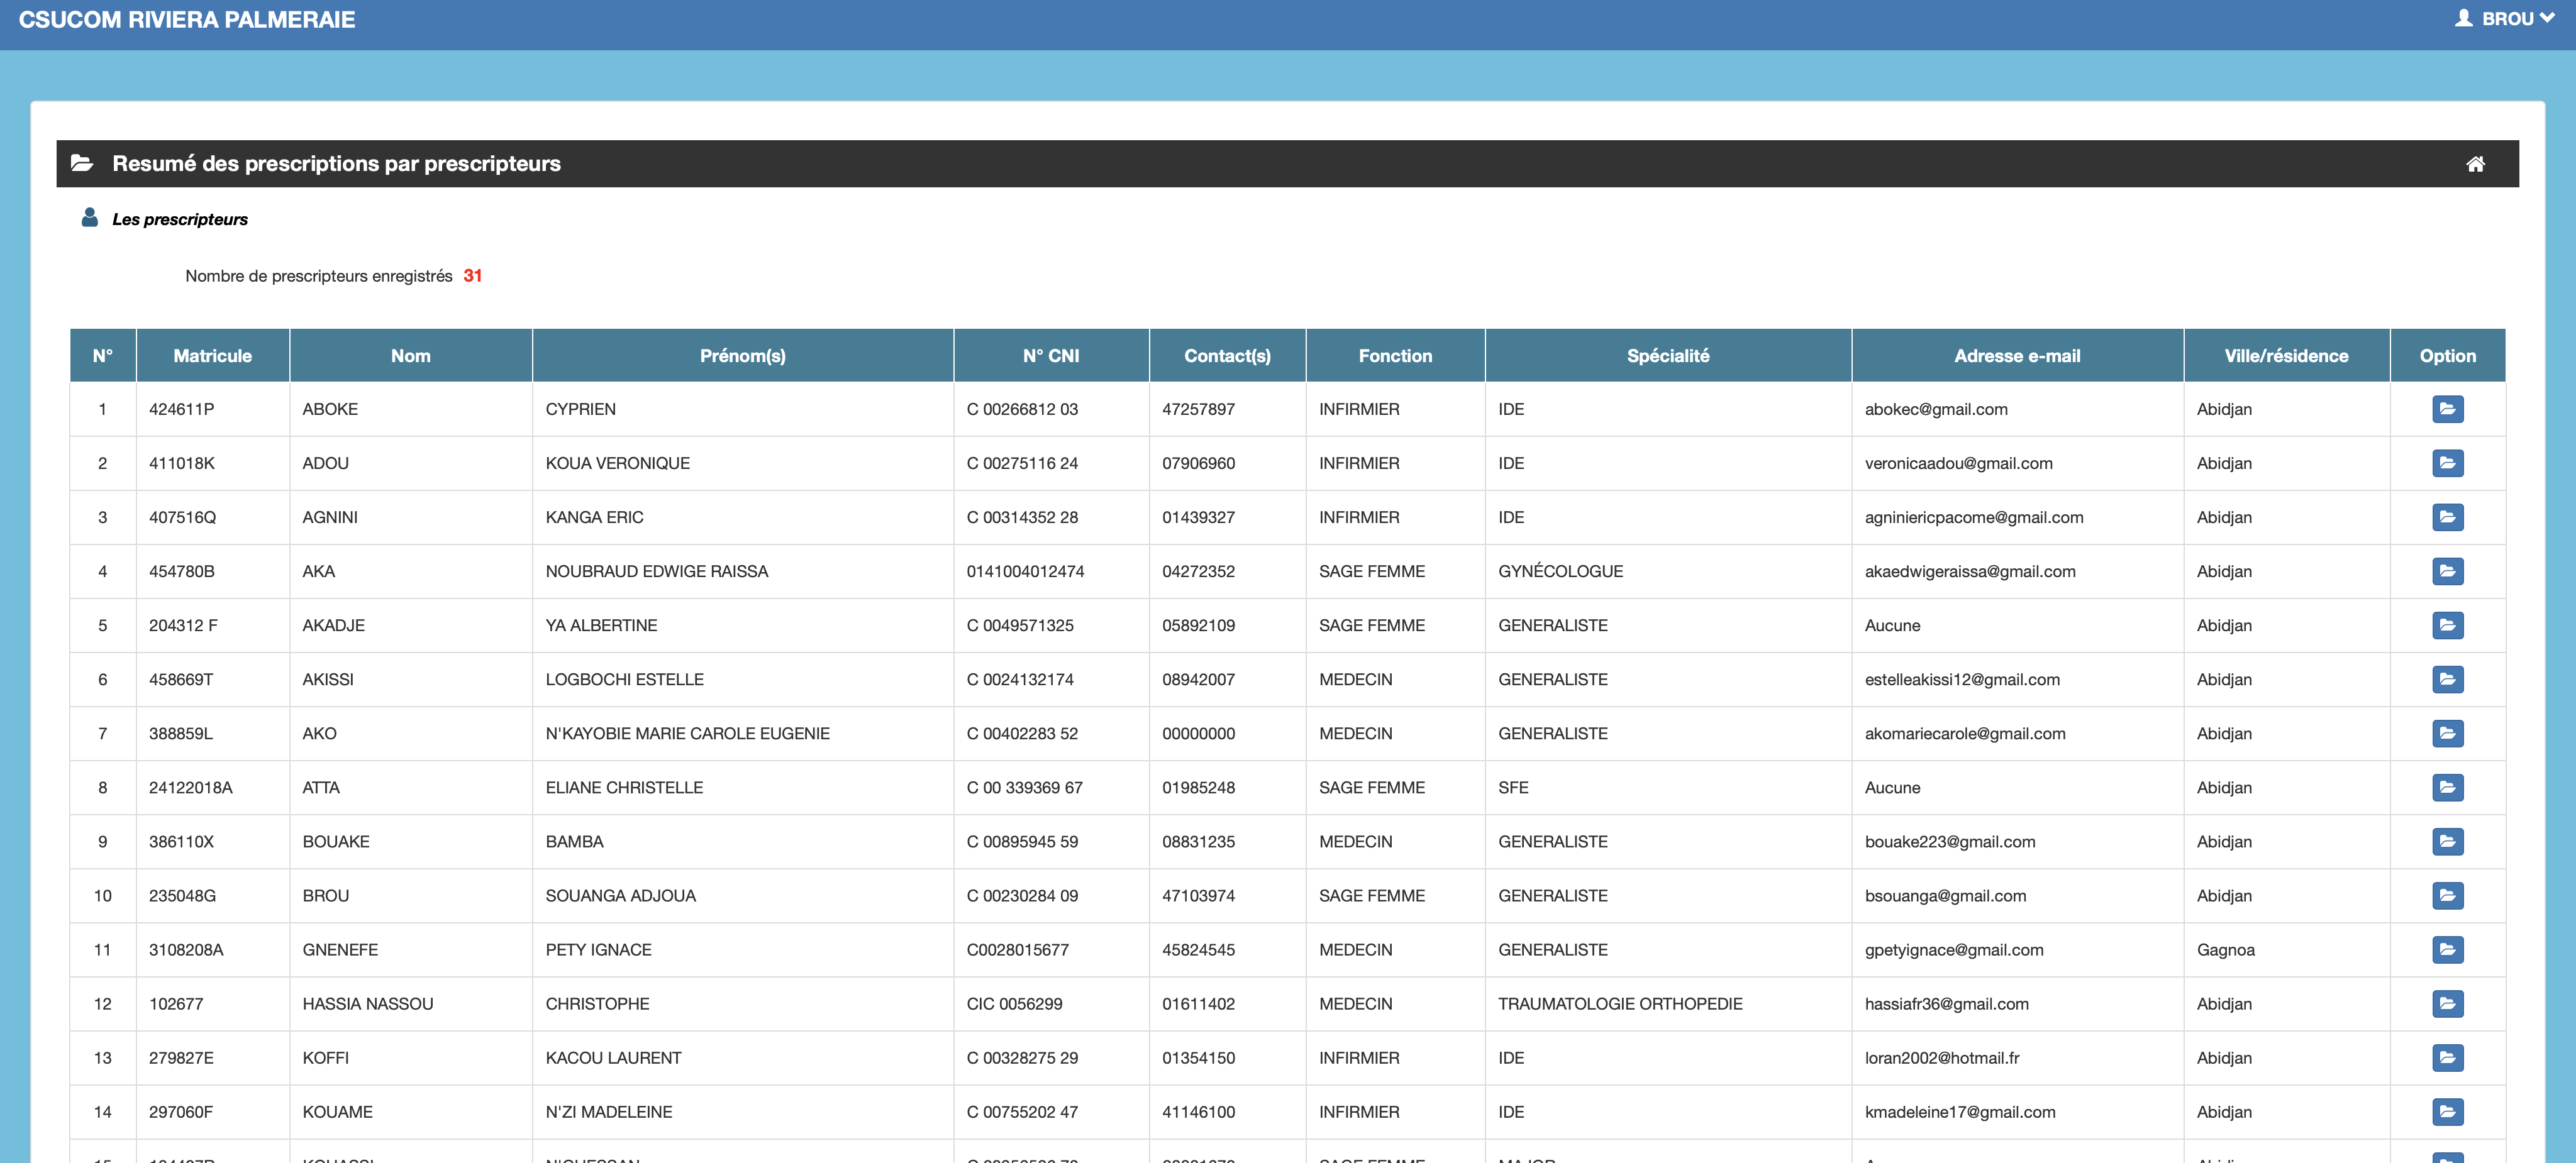 CSUCOM RIVIERA PALMERAIE BROU
Resumé des prescriptions par prescripteurs
Les prescripteurs
Nombre de prescripteurs enregistrés 31
N° Matricule Nom Prénom(s) N° CNI Contact(s) Fonction Spécialité Adresse e-mail Ville/résidence Option
1 424611P ABOKE CYPRIEN C 00266812 03 47257897 INFIRMIER IDE abokec@gmail.com Abidjan
2 411018K ADOU KOUA VERONIQUE C 00275116 24 07906960 INFIRMIER IDE veronicaadou@gmail.com Abidjan
3 407516Q AGNINI KANGA ERIC C 00314352 28 01439327 INFIRMIER IDE agniniericpacome@gmail.com Abidjan
4 454780B AKA NOUBRAUD EDWIGE RAISSA 0141004012474 04272352 SAGE FEMME GYNÉCOLOGUE akaedwigeraissa@gmail.com Abidjan
5 204312 F AKADJE YA ALBERTINE C 0049571325 05892109 SAGE FEMME GENERALISTE Aucune Abidjan
6 458669T AKISSI LOGBOCHI ESTELLE C 0024132174 08942007 MEDECIN GENERALISTE estelleakissi12@gmail.com Abidjan
7 388859L AKO N'KAYOBIE MARIE CAROLE EUGENIE C 00402283 52 00000000 MEDECIN GENERALISTE akomariecarole@gmail.com Abidjan
8 24122018A ATTA ELIANE CHRISTELLE C 00 339369 67 01985248 SAGE FEMME SFE Aucune Abidjan
9 386110X BOUAKE BAMBA C 00895945 59 08831235 MEDECIN GENERALISTE bouake223@gmail.com Abidjan
10 235048G BROU SOUANGA ADJOUA C 00230284 09 47103974 SAGE FEMME GENERALISTE bsouanga@gmail.com Abidjan
11 3108208A GNENEFE PETY IGNACE C0028015677 45824545 MEDECIN GENERALISTE gpetyignace@gmail.com Gagnoa
12 102677 HASSIA NASSOU CHRISTOPHE CIC 0056299 01611402 MEDECIN TRAUMATOLOGIE ORTHOPEDIE hassiafr36@gmail.com Abidjan
13 279827E KOFFI KACOU LAURENT C 00328275 29 01354150 INFIRMIER IDE loran2002@hotmail.fr Abidjan
14 297060F KOUAME N'ZI MADELEINE C 00755202 47 41146100 INFIRMIER IDE kmadeleine17@gmail.com Abidjan